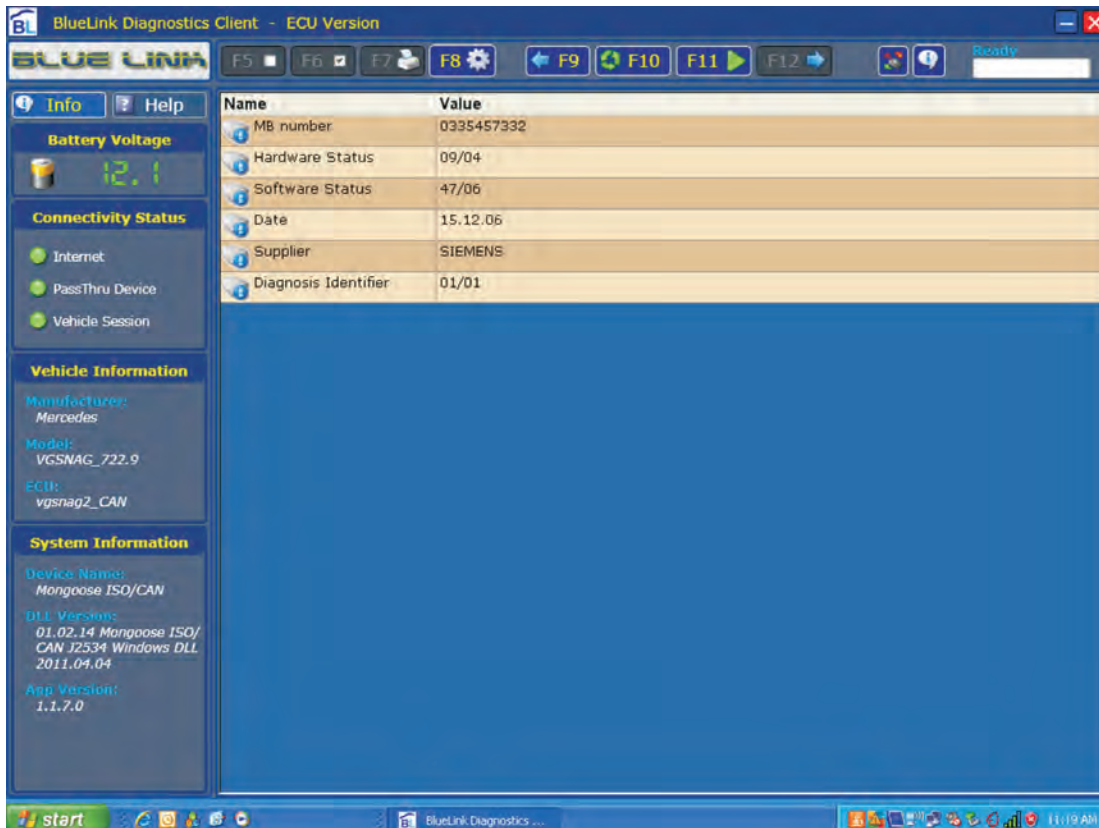 BL BlueLink Diagnostics Client - ECU Version
BLUE LINK F5 F6 F7 F8 F9 F10 F11 F12 Ready
Info Help
Battery Voltage
12.1
Connectivity Status
Internet
PassThru Device
Vehicle Session
Vehicle Information
Manufacturer:
Mercedes
Model:
VGSNAG_722.9
ECU:
vgsnag2_CAN
System Information
Device Name:
Mongoose ISO/CAN
DLL Version:
01.02.14 Mongoose ISO/
CAN J2534 Windows DLL
2011.04.04
App Version:
1.1.7.0
Name Value
MB number 0335457332
Hardware Status 09/04
Software Status 47/06
Date 15.12.06
Supplier SIEMENS
Diagnosis Identifier 01/01
start BL BlueLink Diagnostics ... 11:19 AM